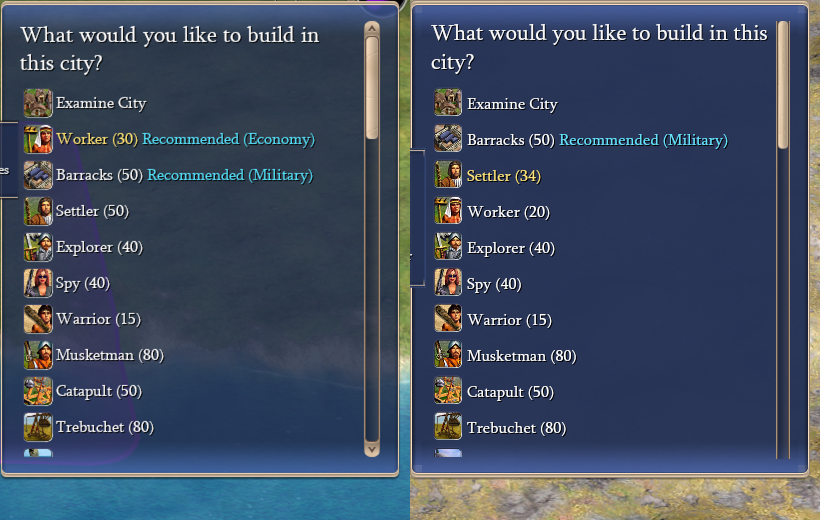 What would you like to build in
this city?
Examine City
Worker (30) Recommended (Economy)
es
Barracks (50) Recommended (Military)
Settler (50)
Explorer (40)
Spy (40)
Warrior (15)
Musketman (80)
Catapult (50)
Trebuchet (80)
What would you like to build in this
city?
Examine City
Barracks (50) Recommended (Military)
Settler (34)
Worker (20)
Explorer (40)
Spy (40)
Warrior (15)
Musketman (80)
Catapult (50)
Trebuchet (80)